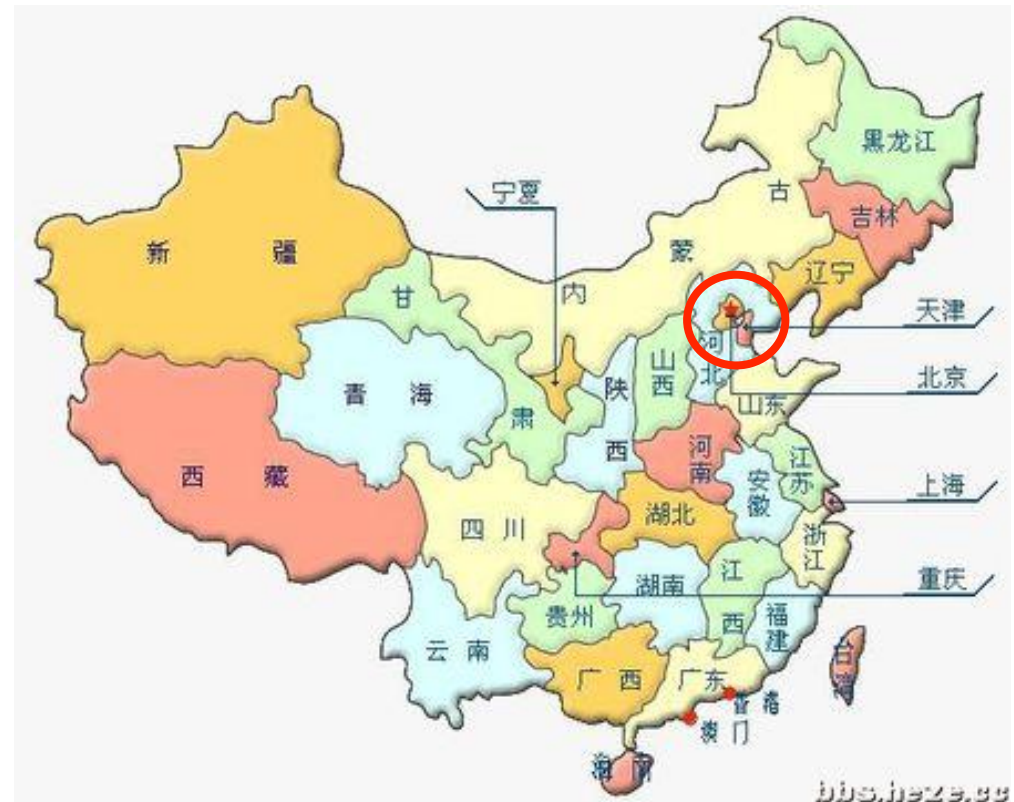 黑龙江
古
吉林
宁夏
新疆
蒙
辽宁
内
甘
天津
河
北
山
西
北京
陕
西
青海
肃
山东
河
南
江
苏
西藏
安
徽
上海
湖北
四川
浙
江
江
西
湖南
重庆
贵州
福
建
云南
台
湾
广西
广东
香港
澳门
海南
bbs.heze.cc